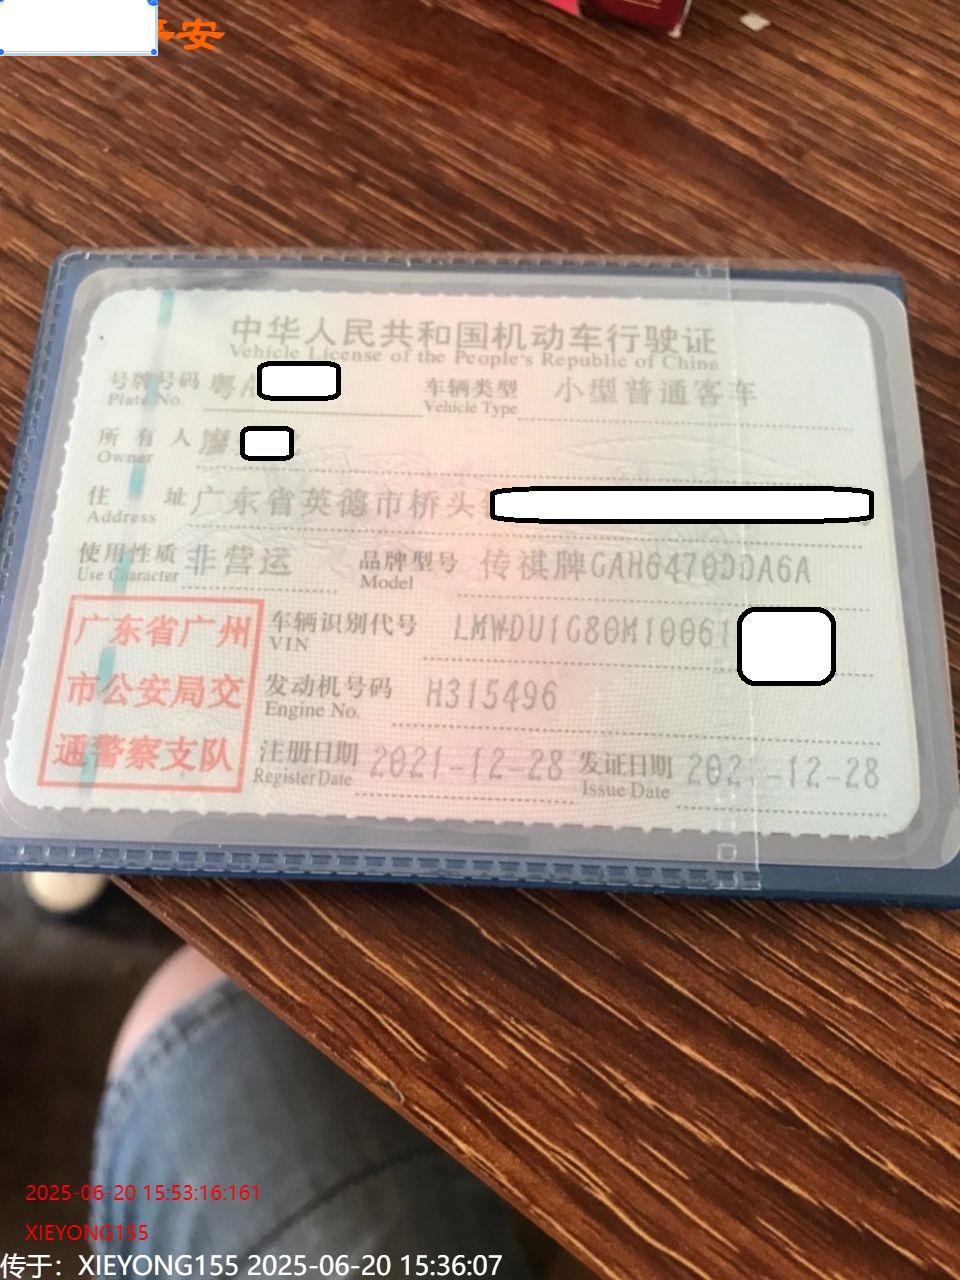 平安
中华人民共和国机动车行驶证
Vehicle License of the People's Republic of China
号牌号码 粤A 车辆类型 小型普通客车
Plate No. Vehicle Type
所有人 廖
Owner
住址 广东省英德市桥头
Address
使用性质 非营运 品牌型号 传祺牌GAH6470DDA6A
Use Character Model
广东省广州 车辆识别代号 LMWDU1G80M10061
VIN
市公安局交 发动机号码 H315496
Engine No.
通警察支队 注册日期 2021-12-28 发证日期 202 -12-28
Register Date Issue Date
2025-06-20 15:53:16:161
XIEYONG155
传于：XIEYONG155 2025-06-20 15:36:07